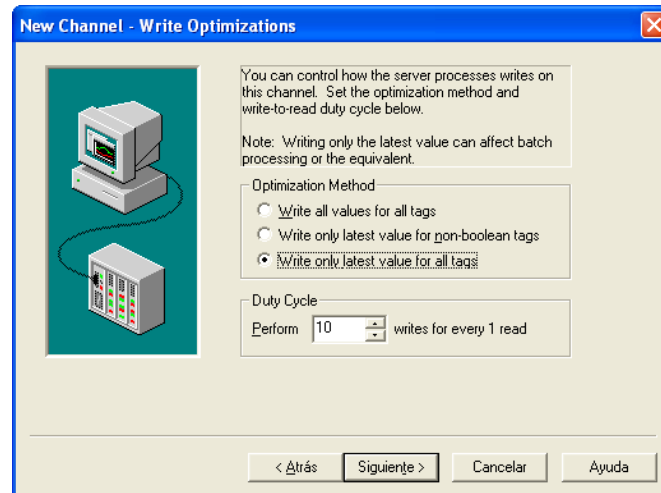 New Channel - Write Optimizations
You can control how the server processes writes on
this channel. Set the optimization method and
write-to-read duty cycle below.
Note: Writing only the latest value can affect batch
processing or the equivalent.
Optimization Method
Write all values for all tags
Write only latest value for non-boolean tags
Write only latest value for all tags
Duty Cycle
Perform 10 writes for every 1 read
< Atrás Siguiente > Cancelar Ayuda